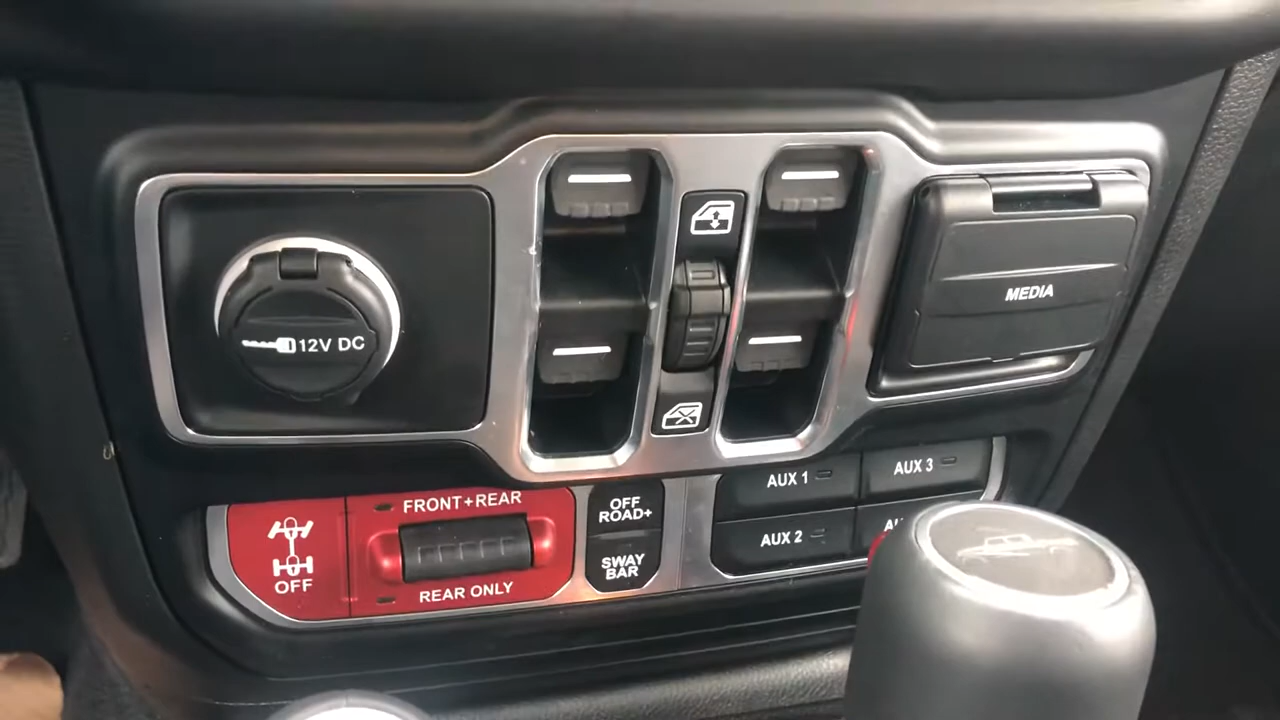 12V DC
MEDIA
FRONT+REAR
OFF
REAR ONLY
OFF
ROAD+
SWAY
BAR
AUX 1
AUX 3
AUX 2